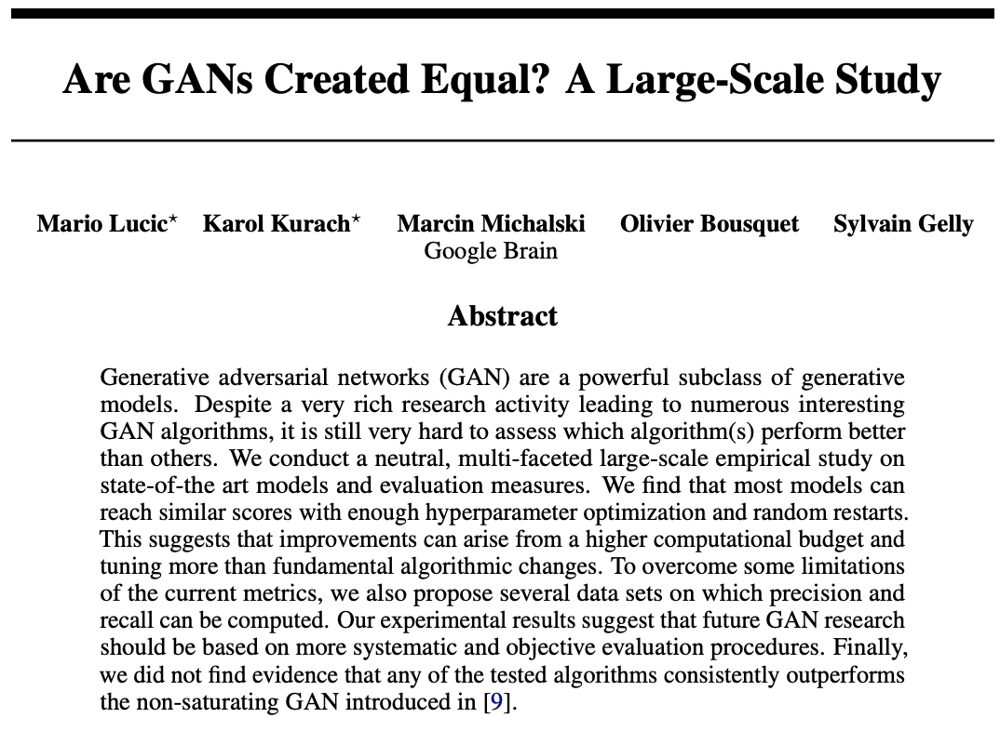 Are GANs Created Equal? A Large-Scale Study
Mario Lucic⋆ Karol Kurach⋆ Marcin Michalski Olivier Bousquet Sylvain Gelly
Google Brain
Abstract
Generative adversarial networks (GAN) are a powerful subclass of generative
models. Despite a very rich research activity leading to numerous interesting
GAN algorithms, it is still very hard to assess which algorithm(s) perform better
than others. We conduct a neutral, multi-faceted large-scale empirical study on
state-of-the art models and evaluation measures. We find that most models can
reach similar scores with enough hyperparameter optimization and random restarts.
This suggests that improvements can arise from a higher computational budget and
tuning more than fundamental algorithmic changes. To overcome some limitations
of the current metrics, we also propose several data sets on which precision and
recall can be computed. Our experimental results suggest that future GAN research
should be based on more systematic and objective evaluation procedures. Finally,
we did not find evidence that any of the tested algorithms consistently outperforms
the non-saturating GAN introduced in [9].